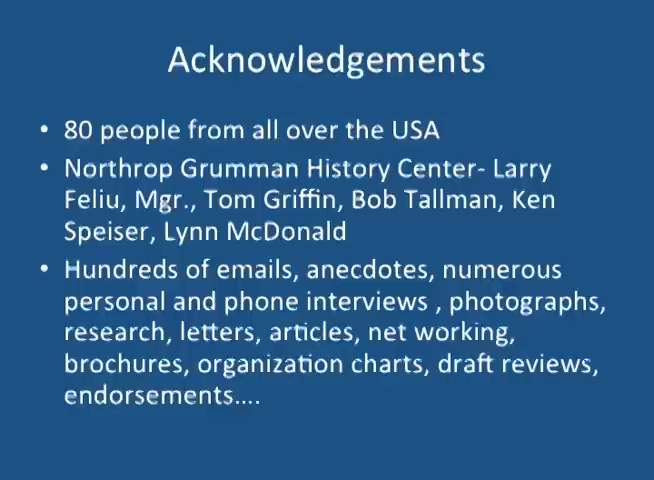 Acknowledgements
• 80 people from all over the USA
• Northrop Grumman History Center- Larry
Feliu, Mgr., Tom Griffin, Bob Tallman, Ken
Speiser, Lynn McDonald
• Hundreds of emails, anecdotes, numerous
personal and phone interviews , photographs,
research, letters, articles, net working,
brochures, organization charts, draft reviews,
endorsements....